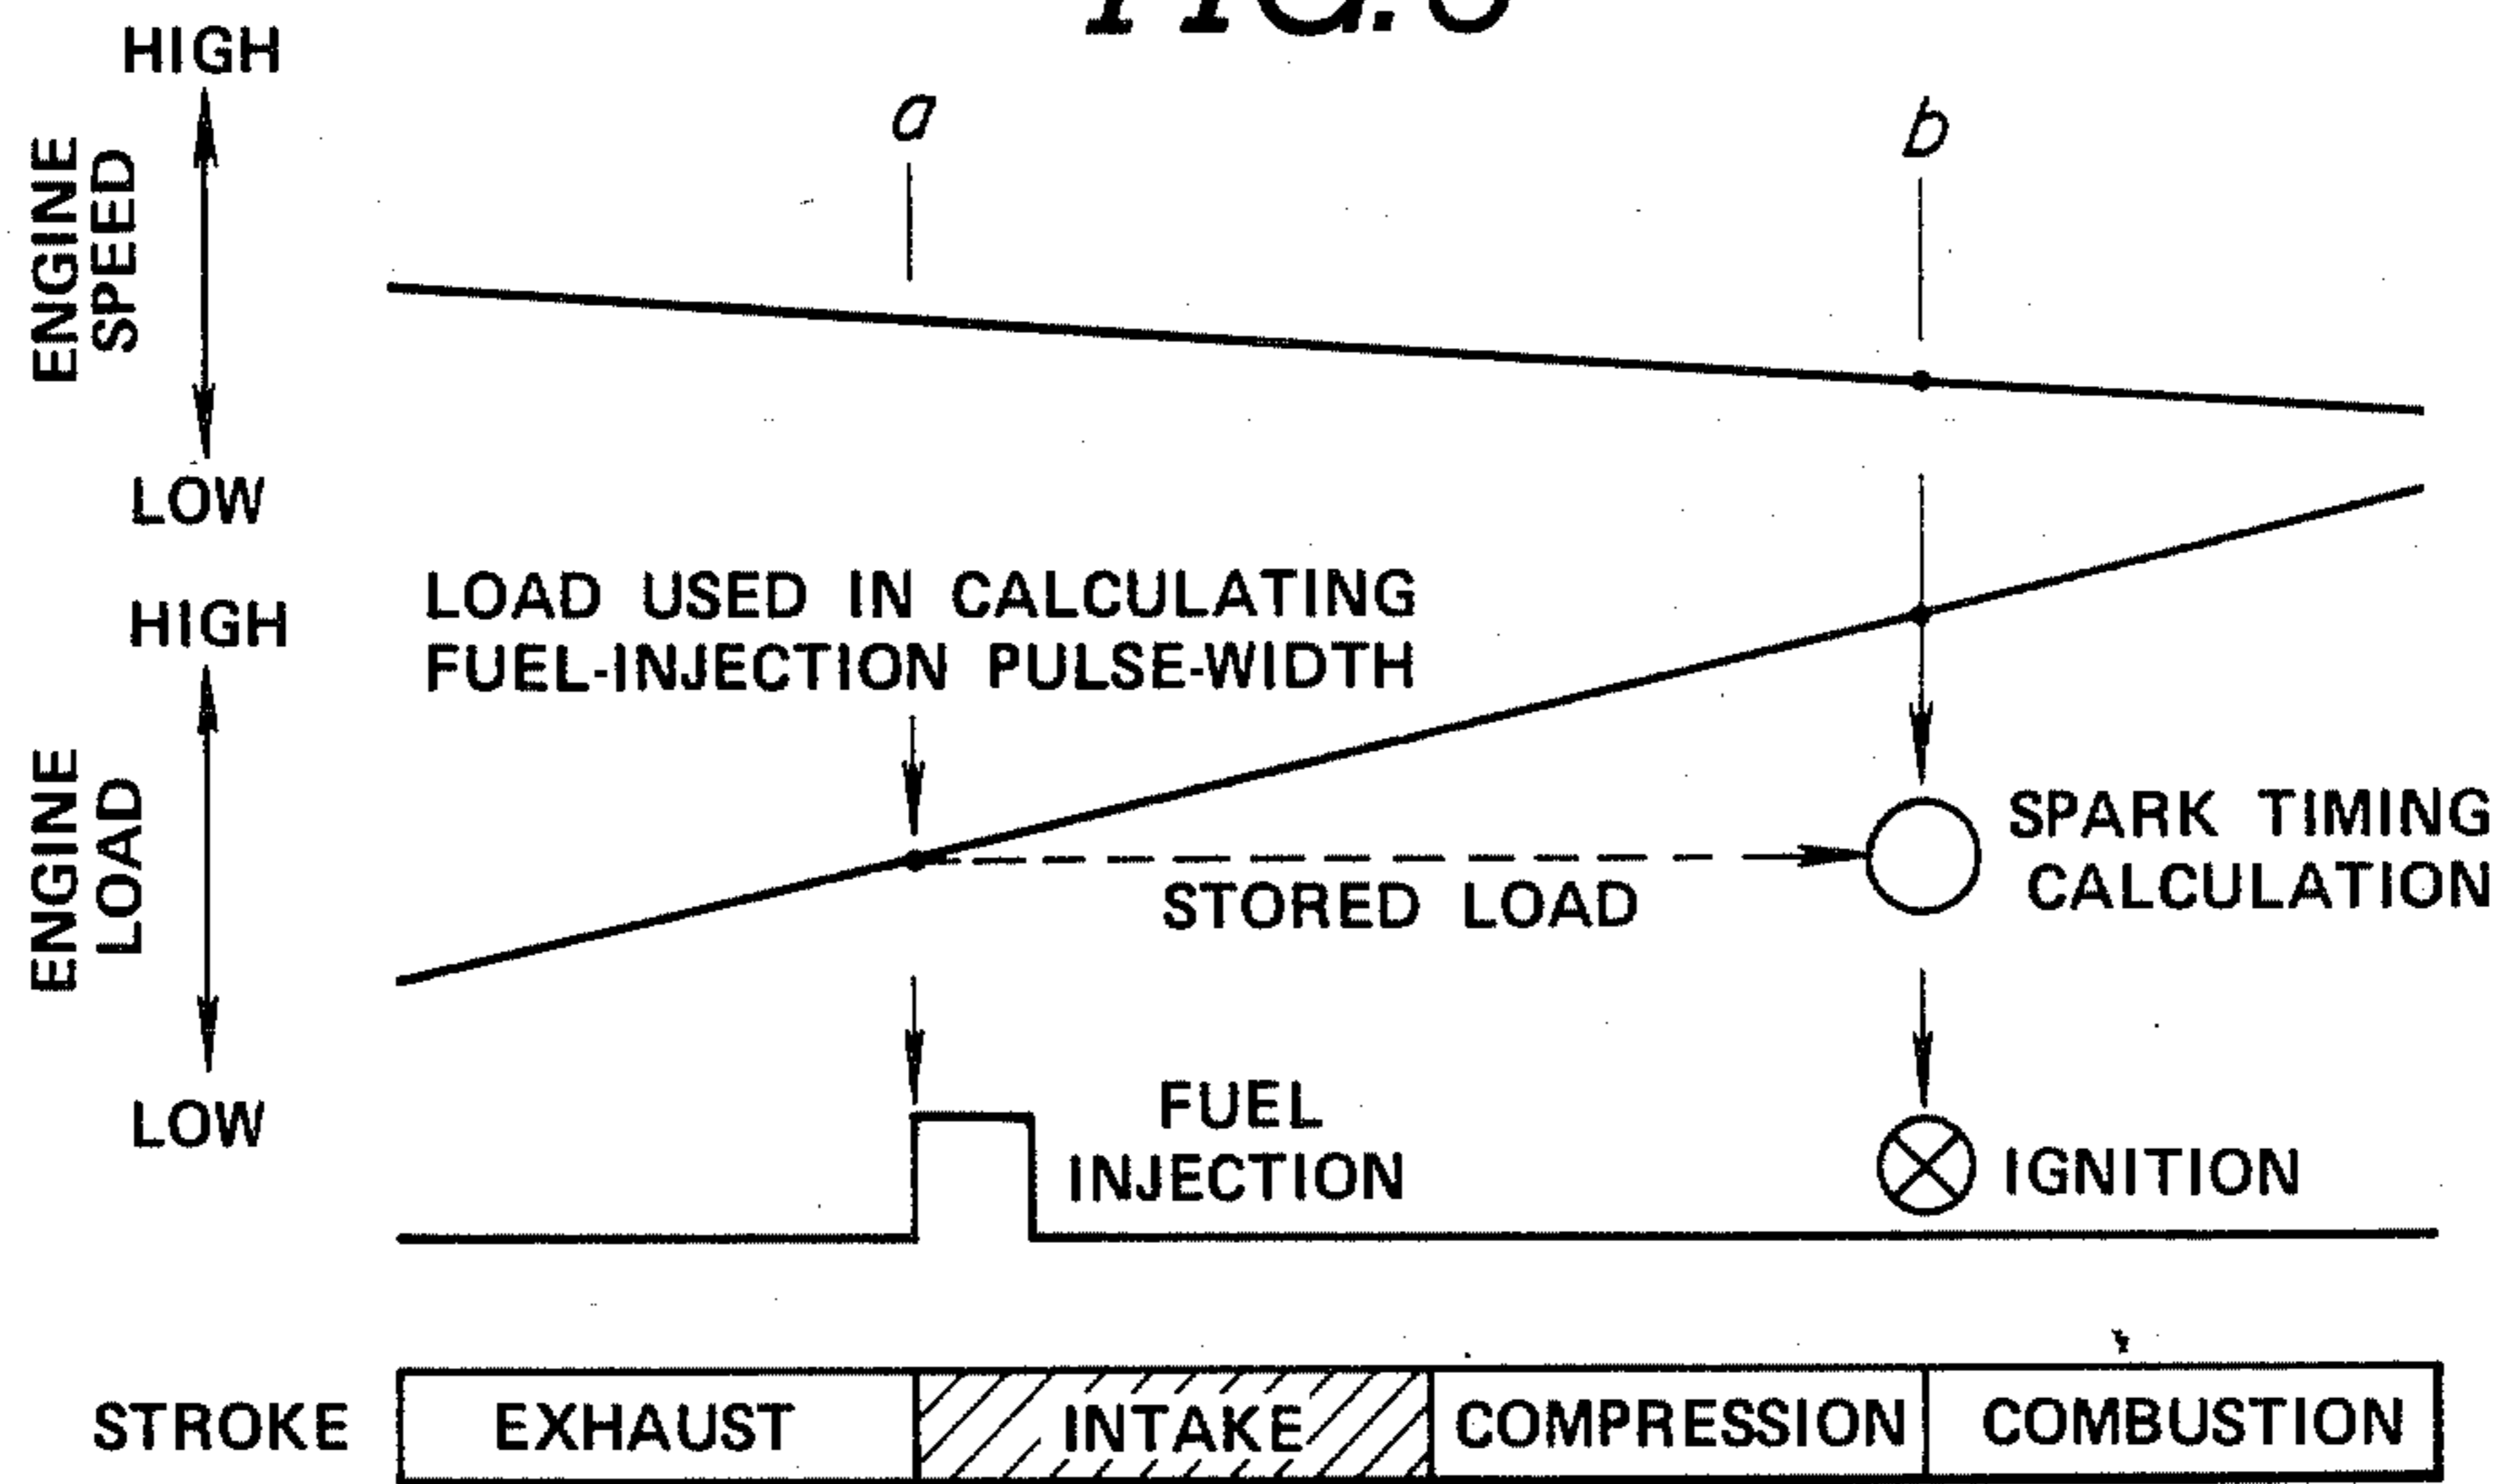 HIGH
a
b
ENGINE
SPEED
LOW
HIGH
LOAD USED IN CALCULATING
FUEL-INJECTION PULSE-WIDTH
ENGINE
LOAD
STORED LOAD
SPARK TIMING
CALCULATION
LOW
FUEL
INJECTION
IGNITION
STROKE EXHAUST INTAKE COMPRESSION COMBUSTION